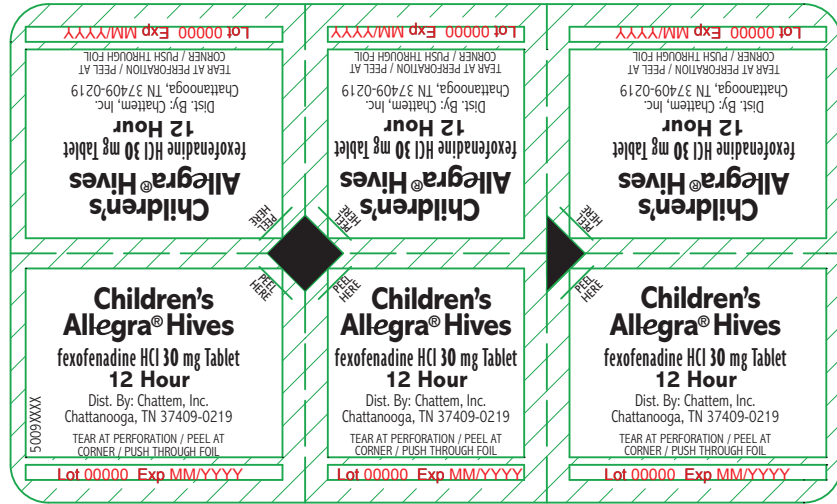 Lot 00000 Exp MM/YYYY
TEAR AT PERFORATION / PEEL AT
CORNER / PUSH THROUGH FOIL
Dist. By: Chattem, Inc.
Chattanooga, TN 37409-0219
Children's
Allegra® Hives
fexofenadine HCl 30 mg Tablet
12 Hour
PEEL
HERE
Lot 00000 Exp MM/YYYY
TEAR AT PERFORATION / PEEL AT
CORNER / PUSH THROUGH FOIL
Dist. By: Chattem, Inc.
Chattanooga, TN 37409-0219
Children's
Allegra® Hives
fexofenadine HCl 30 mg Tablet
12 Hour
PEEL
HERE
Lot 00000 Exp MM/YYYY
TEAR AT PERFORATION / PEEL AT
CORNER / PUSH THROUGH FOIL
Dist. By: Chattem, Inc.
Chattanooga, TN 37409-0219
Children's
Allegra® Hives
fexofenadine HCl 30 mg Tablet
12 Hour
PEEL
HERE
PEEL
HERE
Children's
Allegra® Hives
fexofenadine HCl 30 mg Tablet
12 Hour
Dist. By: Chattem, Inc.
Chattanooga, TN 37409-0219
TEAR AT PERFORATION / PEEL AT
CORNER / PUSH THROUGH FOIL
5009XXXX
Lot 00000 Exp MM/YYYY
PEEL
HERE
Children's
Allegra® Hives
fexofenadine HCl 30 mg Tablet
12 Hour
Dist. By: Chattem, Inc.
Chattanooga, TN 37409-0219
TEAR AT PERFORATION / PEEL AT
CORNER / PUSH THROUGH FOIL
Lot 00000 Exp MM/YYYY
PEEL
HERE
Children's
Allegra® Hives
fexofenadine HCl 30 mg Tablet
12 Hour
Dist. By: Chattem, Inc.
Chattanooga, TN 37409-0219
TEAR AT PERFORATION / PEEL AT
CORNER / PUSH THROUGH FOIL
Lot 00000 Exp MM/YYYY